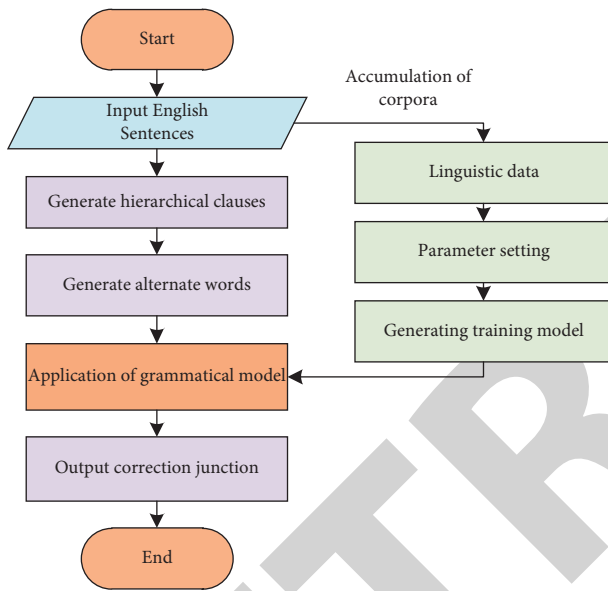 Start
Input English
Sentences
Accumulation of
corpora
Linguistic data
Generate hierarchical clauses
Parameter setting
Generate alternate words
Generating training model
Application of grammatical model
Output correction junction
End
TR